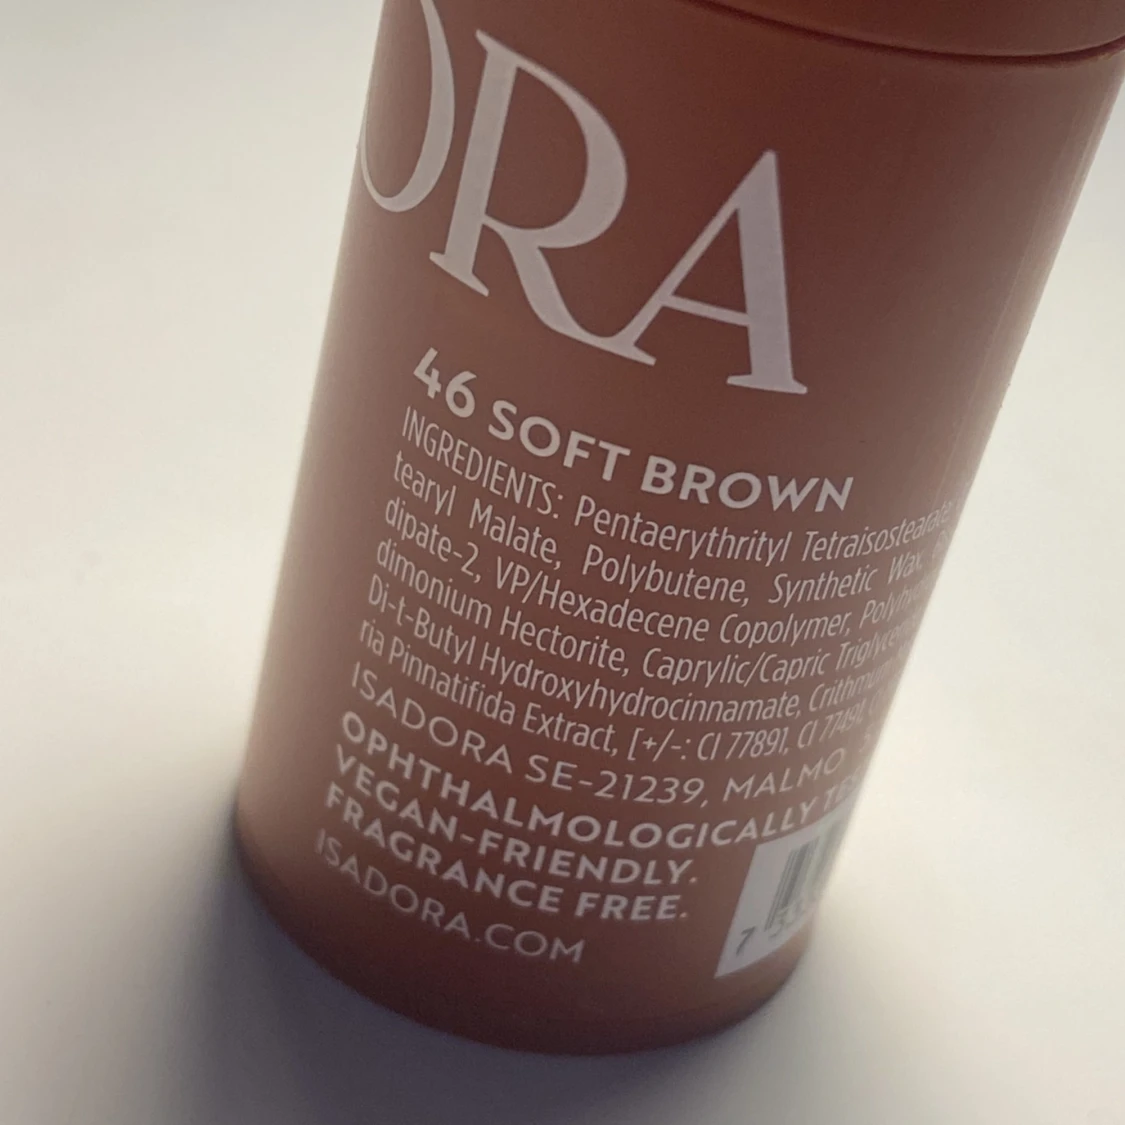 ORA
46 SOFT BROWN
INGREDIENTS: Pentaerythrityl Tetraisostearate,
tearyl Malate, Polybutene, Synthetic Wax,
dipate-2, VP/Hexadecene Copolymer,
dimonium Hectorite, Caprylic/Capric
Di-t-Butyl Hydroxyhydrocinnamate,
ria Pinnatifida Extract, [+/-: CI 77891, CI 77491,
ISADORA SE-21239, MALMO
OPHTHALMOLOGICALLY
VEGAN-FRIENDLY.
FRAGRANCE FREE.
ISADORA.COM
7